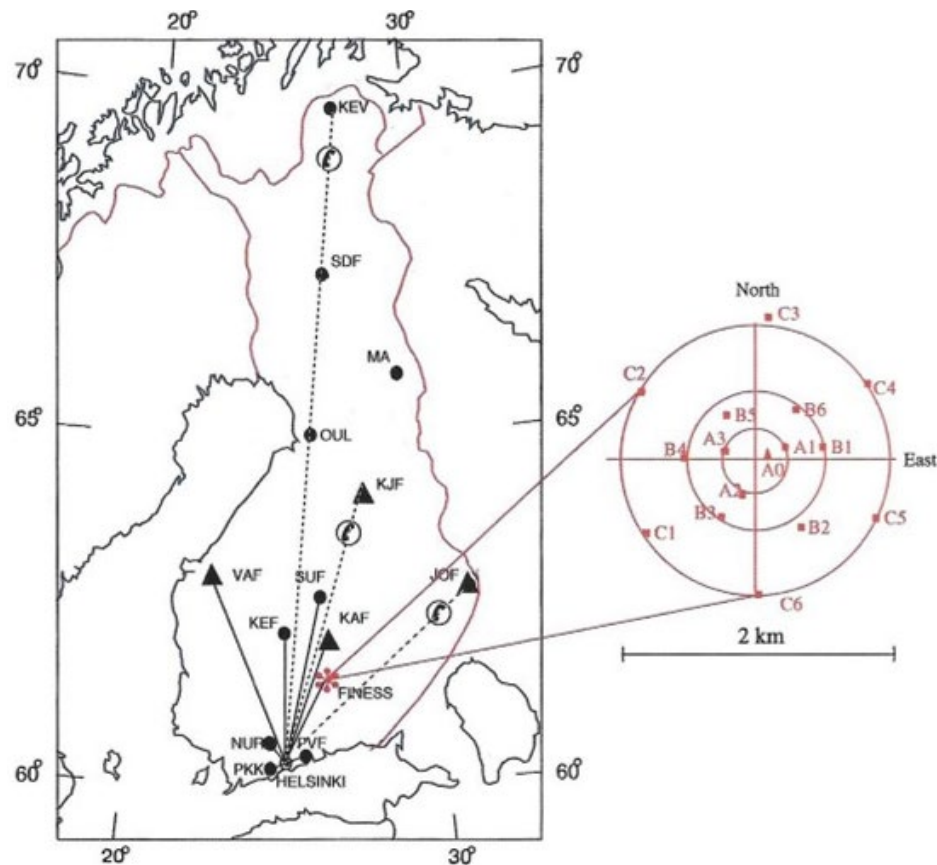 20° 30°
70° 70°
KEV
SDF
MA
65° 65°
OUL
KJF
VAF SUF JOF
KEF KAF
FINESS
NUR PVF
PKK HELSINKI
60° 60°
20° 30°
North
C3
C2 C4
B5 B6
B4 A3 A1 B1 East
A0
A2
B3 B2
C1 C5
C6
2 km